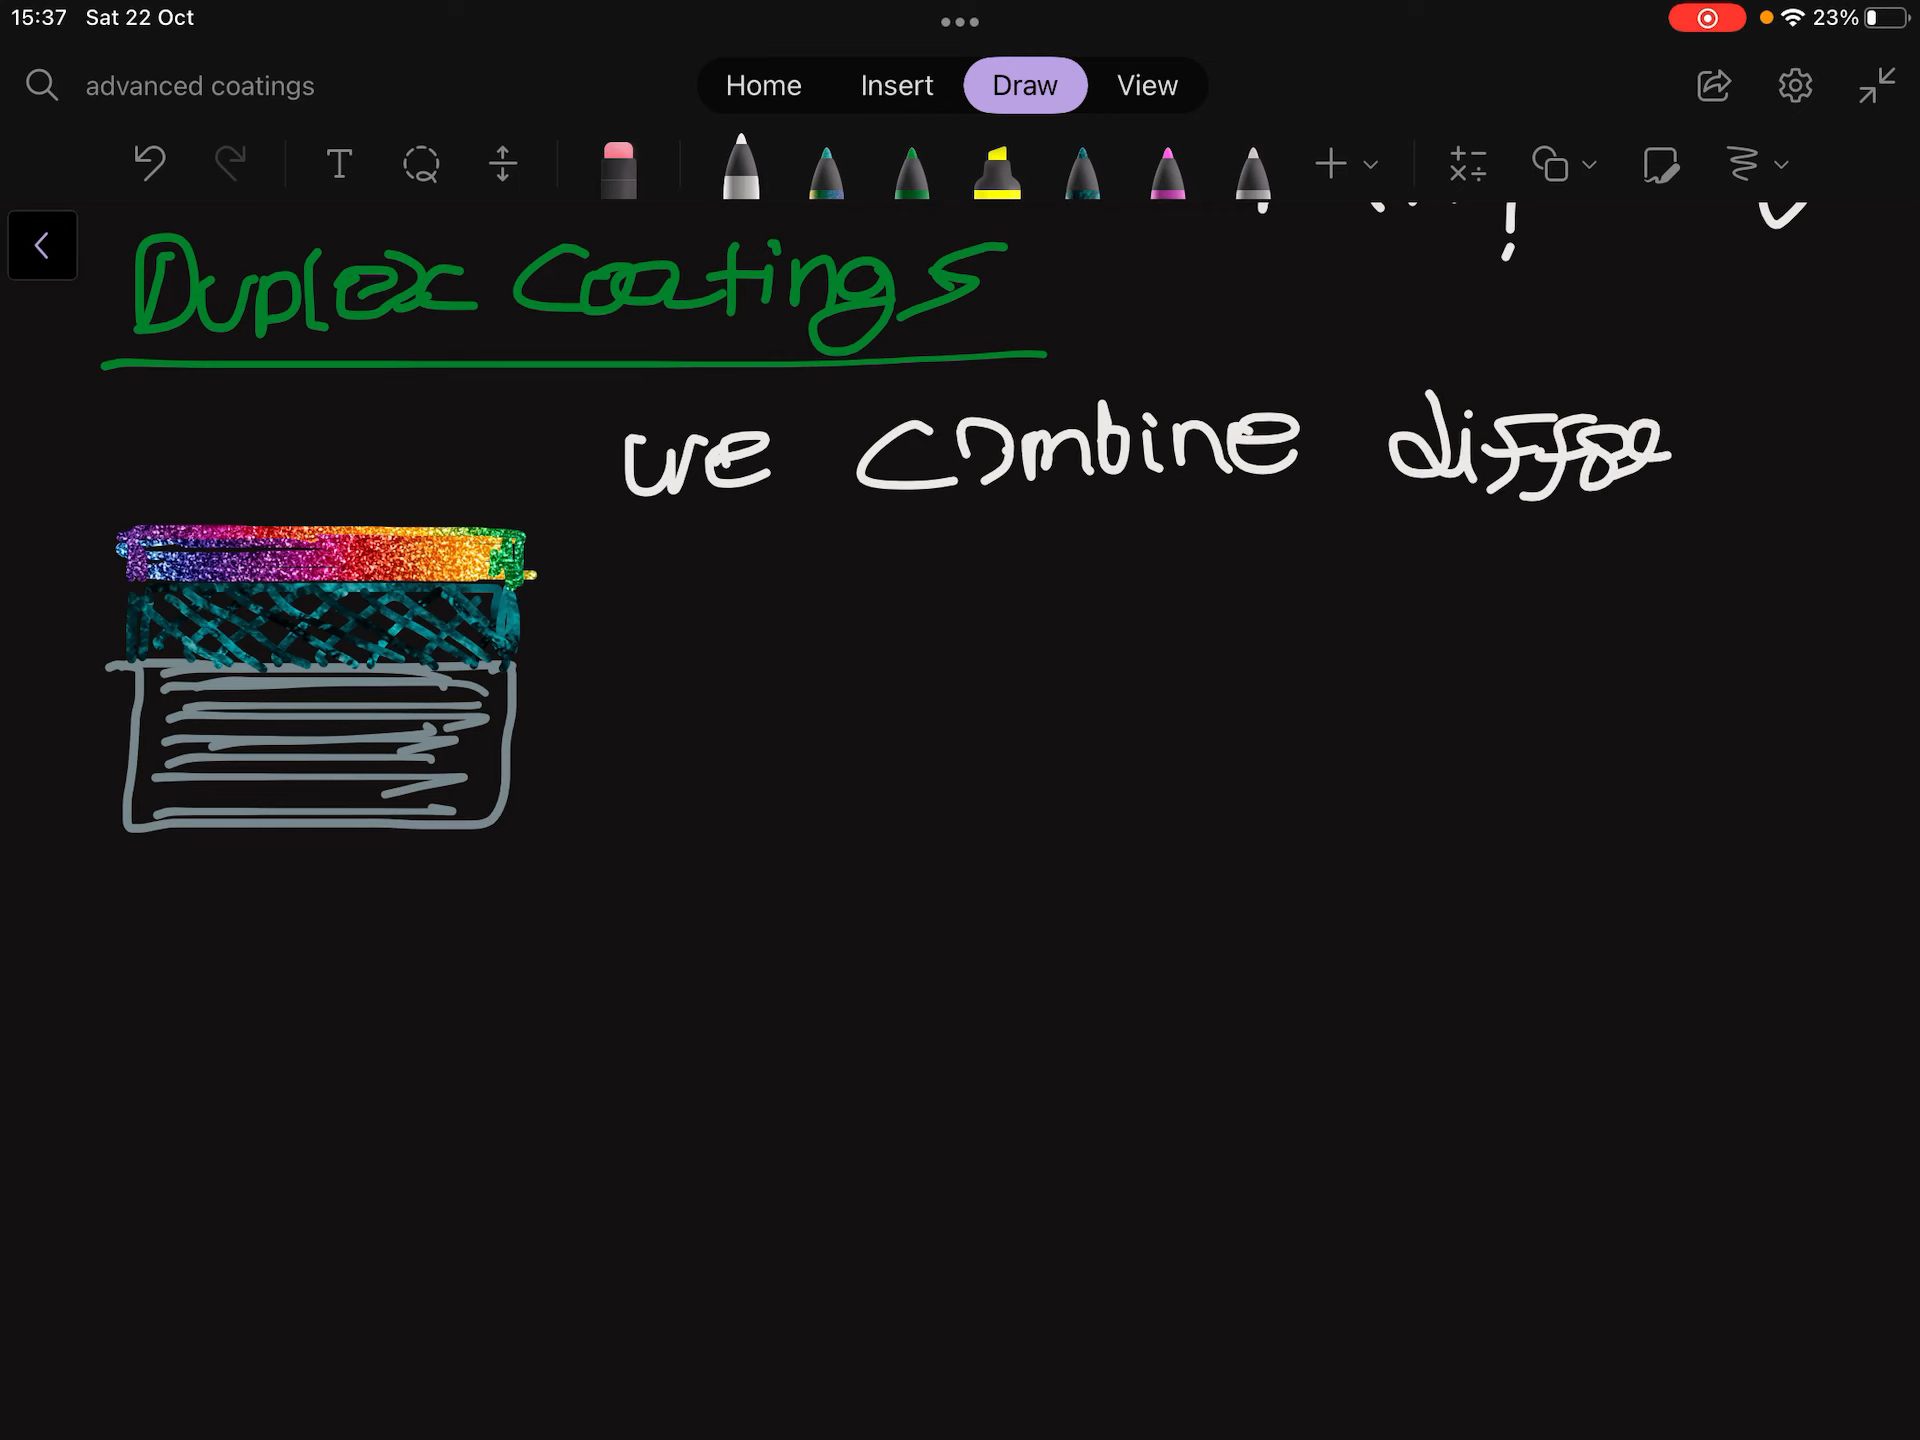 15:37 Sat 22 Oct 23%
advanced coatings Home Insert Draw View
T
Duplex Coatings
we combine